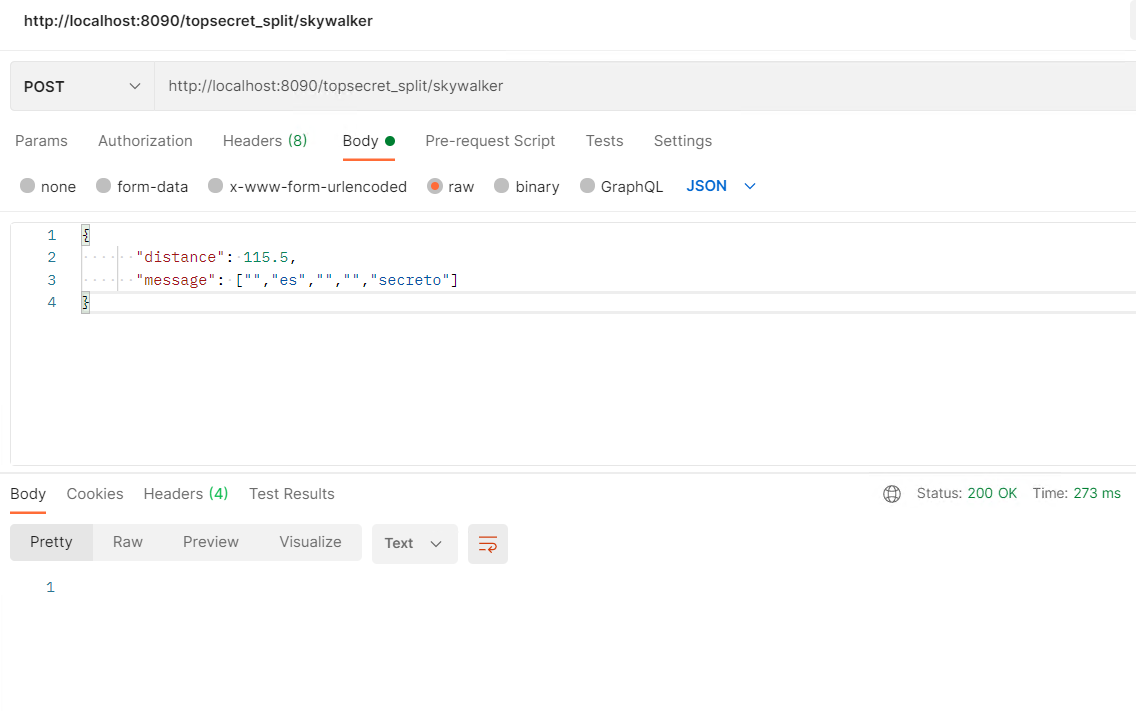 http://localhost:8090/topsecret_split/skywalker
POST http://localhost:8090/topsecret_split/skywalker
Params Authorization Headers (8) Body Pre-request Script Tests Settings
none form-data x-www-form-urlencoded raw binary GraphQL JSON
1 {
2 "distance": 115.5,
3 "message": ["","es","","","secreto"]
4 }
Body Cookies Headers (4) Test Results Status: 200 OK Time: 273 ms
Pretty Raw Preview Visualize Text
1